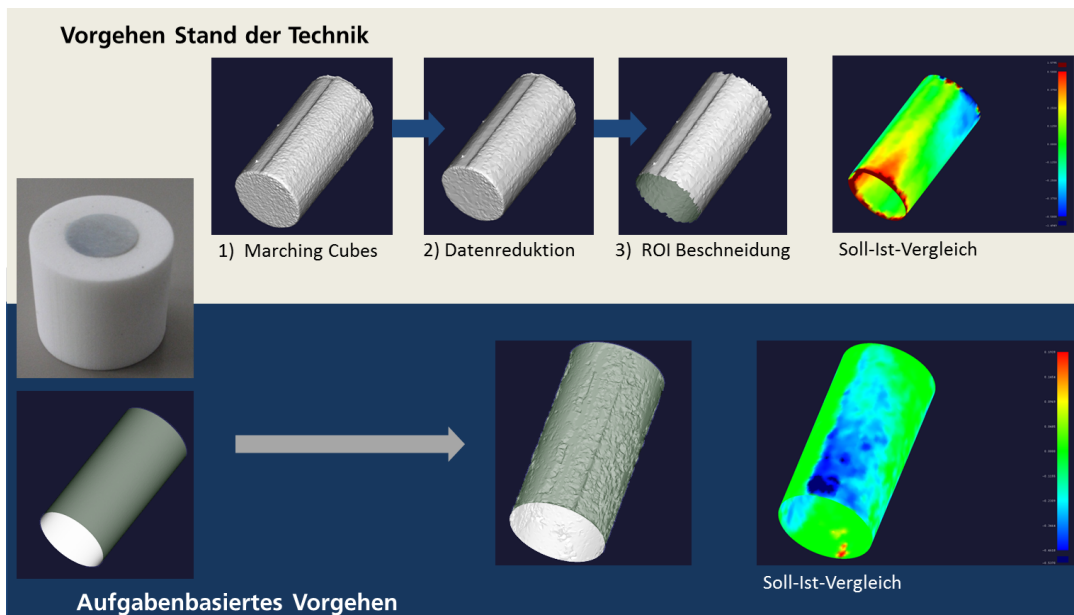 Vorgehen Stand der Technik
1) Marching Cubes
2) Datenreduktion
3) ROI Beschneidung
Soll-Ist-Vergleich
Soll-Ist-Vergleich
Aufgabenbasiertes Vorgehen